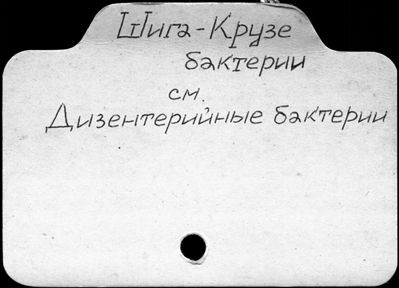 Шига-Крузе
бактерии
см.
Дизентерийные бактерии